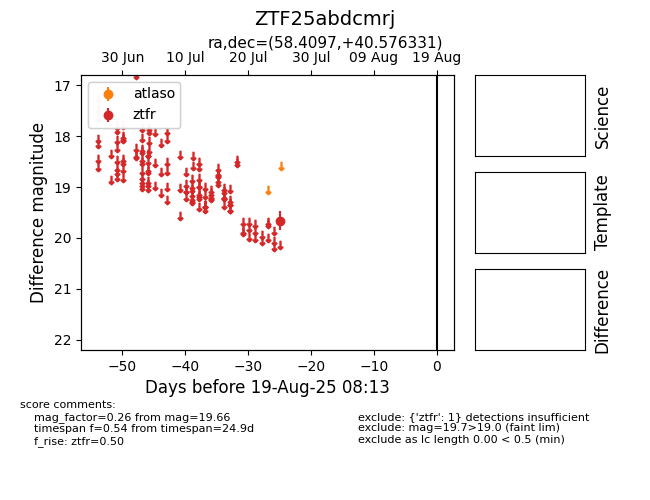 ZTF25abdcmrj
ra,dec=(58.4097,+40.576331)
30 Jun 10 Jul 20 Jul 30 Jul 09 Aug 19 Aug
atlaso
ztfr
17
18
19
20
21
22
Difference magnitude
−50 −40 −30 −20 −10 0
Days before 19-Aug-25 08:13
Science
Template
Difference
score comments:
mag_factor=0.26 from mag=19.66
timespan f=0.54 from timespan=24.9d
f_rise: ztfr=0.50
exclude: {'ztfr': 1} detections insufficient
exclude: mag=19.7>19.0 (faint lim)
exclude as lc length 0.00 < 0.5 (min)